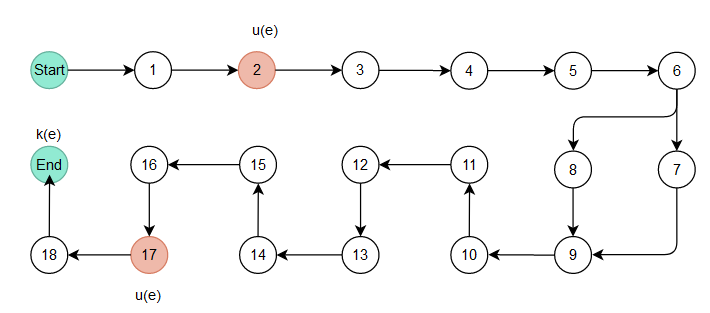 u(e)
Start 1 2 3 4 5 6
k(e)
End 16 15 12 11 8 7
18 17 14 13 10 9
u(e)